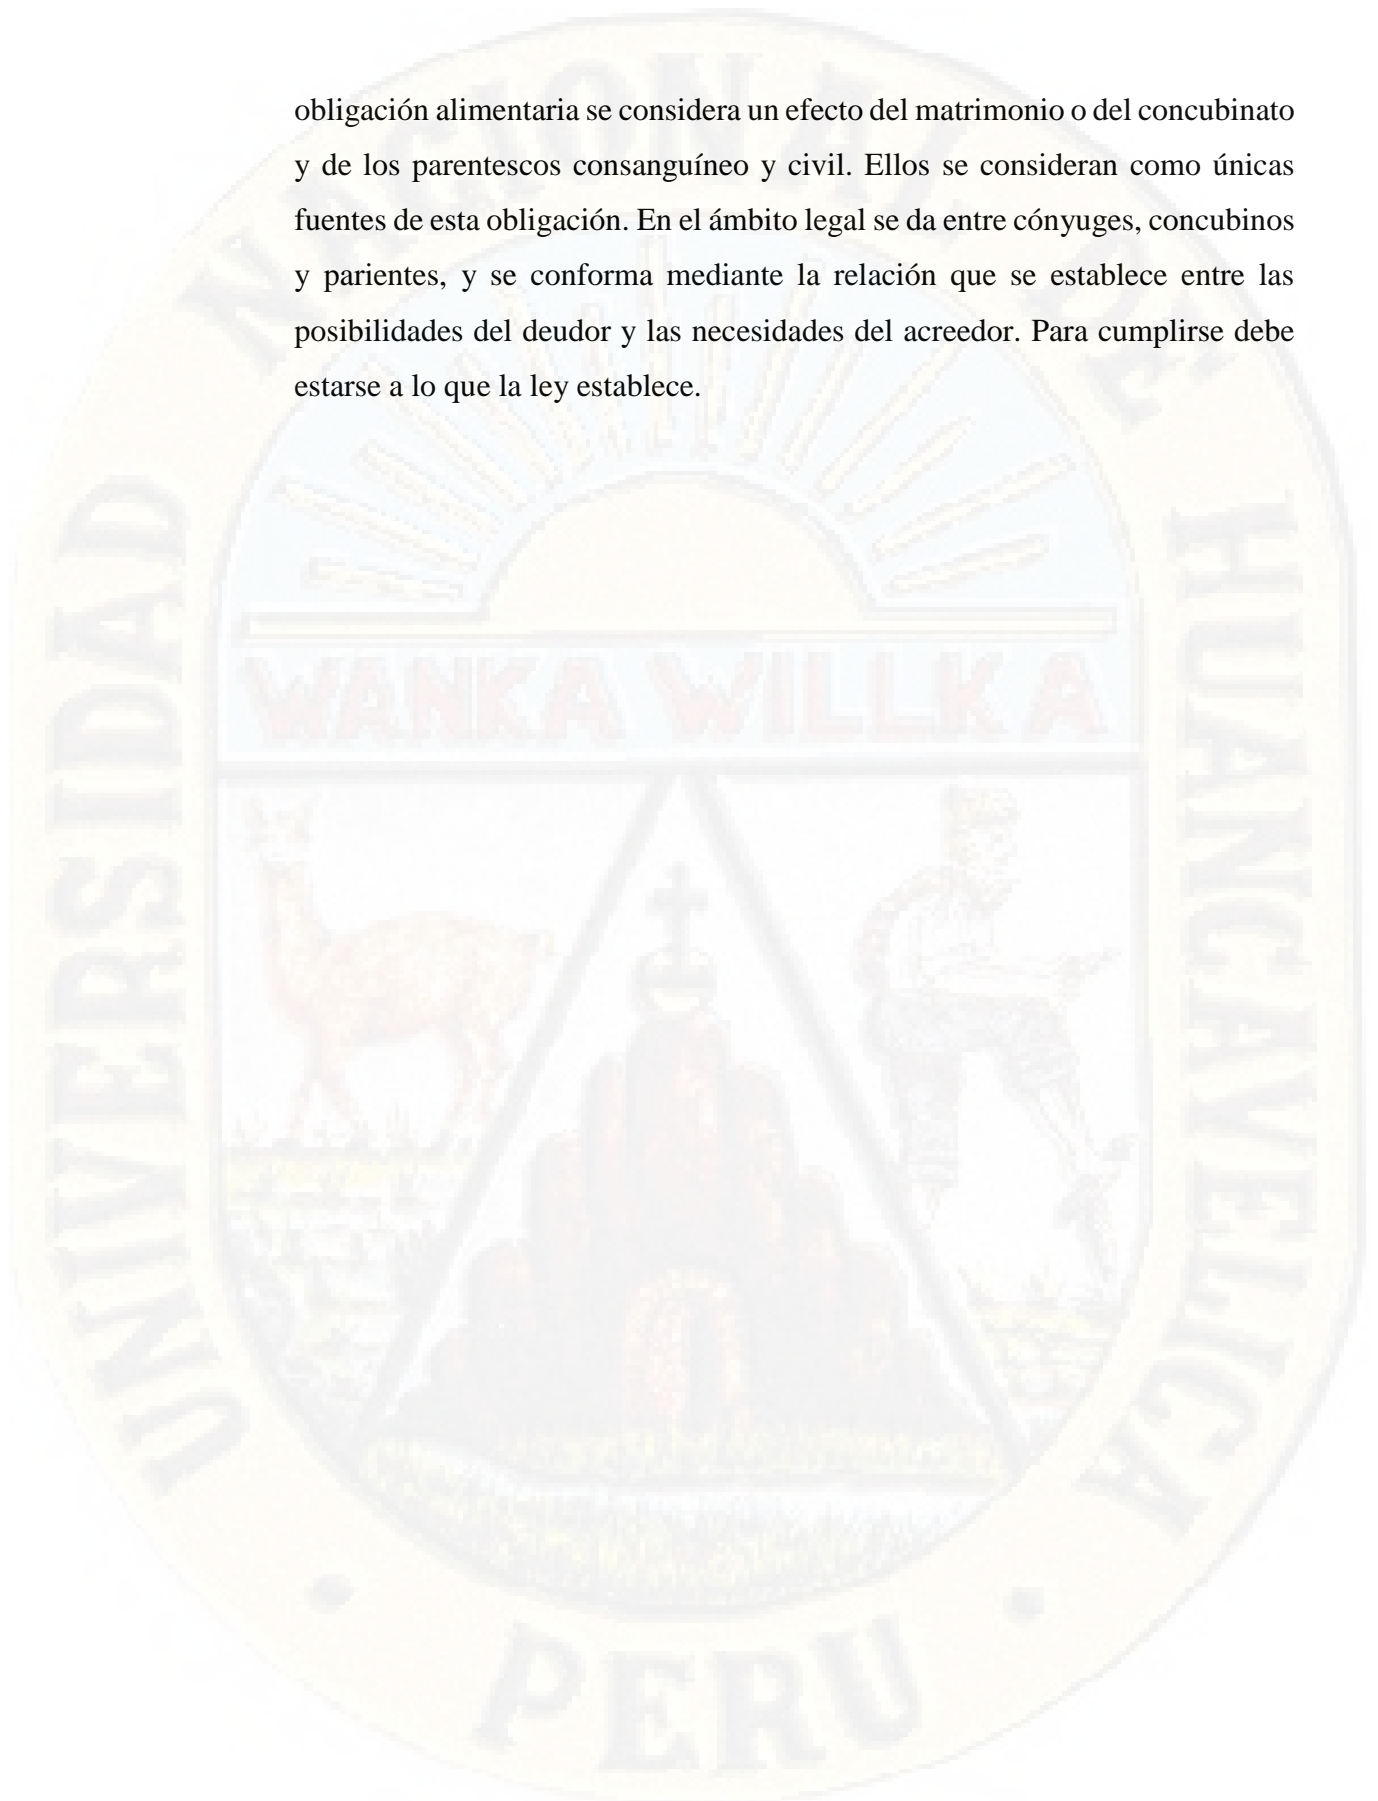 obligación alimentaria se considera un efecto del matrimonio o del concubinato
y de los parentescos consanguíneo y civil. Ellos se consideran como únicas
fuentes de esta obligación. En el ámbito legal se da entre cónyuges, concubinos
y parientes, y se conforma mediante la relación que se establece entre las
posibilidades del deudor y las necesidades del acreedor. Para cumplirse debe
estarse a lo que la ley establece.
UNIVERSIDAD NACIONAL DE HUANCAVELICA
WANKA WILLKA
PERU